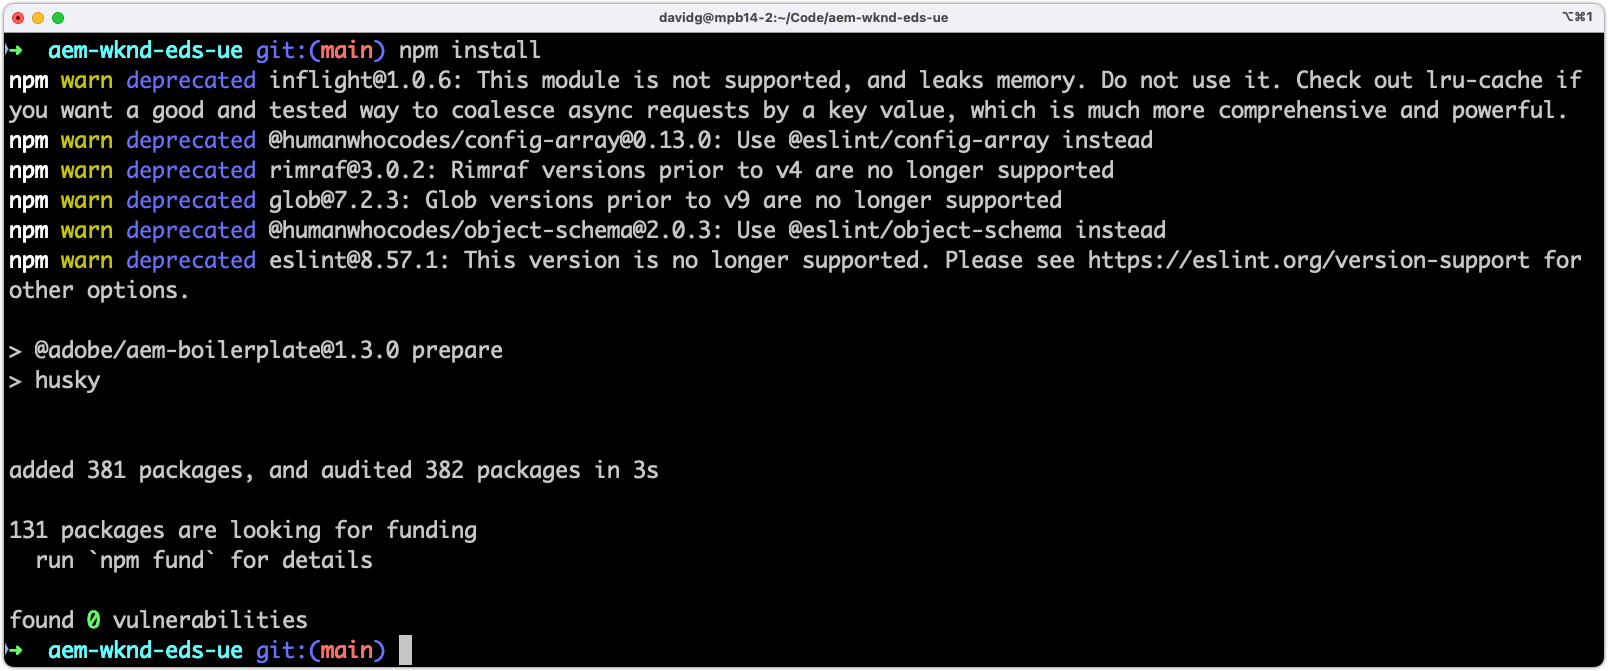 davidg@mpb14-2:~/Code/aem-wknd-eds-ue
⌥⌘1
➜ aem-wknd-eds-ue git:(main) npm install
npm warn deprecated inflight@1.0.6: This module is not supported, and leaks memory. Do not use it. Check out lru-cache if
you want a good and tested way to coalesce async requests by a key value, which is much more comprehensive and powerful.
npm warn deprecated @humanwhocodes/config-array@0.13.0: Use @eslint/config-array instead
npm warn deprecated rimraf@3.0.2: Rimraf versions prior to v4 are no longer supported
npm warn deprecated glob@7.2.3: Glob versions prior to v9 are no longer supported
npm warn deprecated @humanwhocodes/object-schema@2.0.3: Use @eslint/object-schema instead
npm warn deprecated eslint@8.57.1: This version is no longer supported. Please see https://eslint.org/version-support for
other options.
> @adobe/aem-boilerplate@1.3.0 prepare
> husky
added 381 packages, and audited 382 packages in 3s
131 packages are looking for funding
run `npm fund` for details
found 0 vulnerabilities
➜ aem-wknd-eds-ue git:(main)